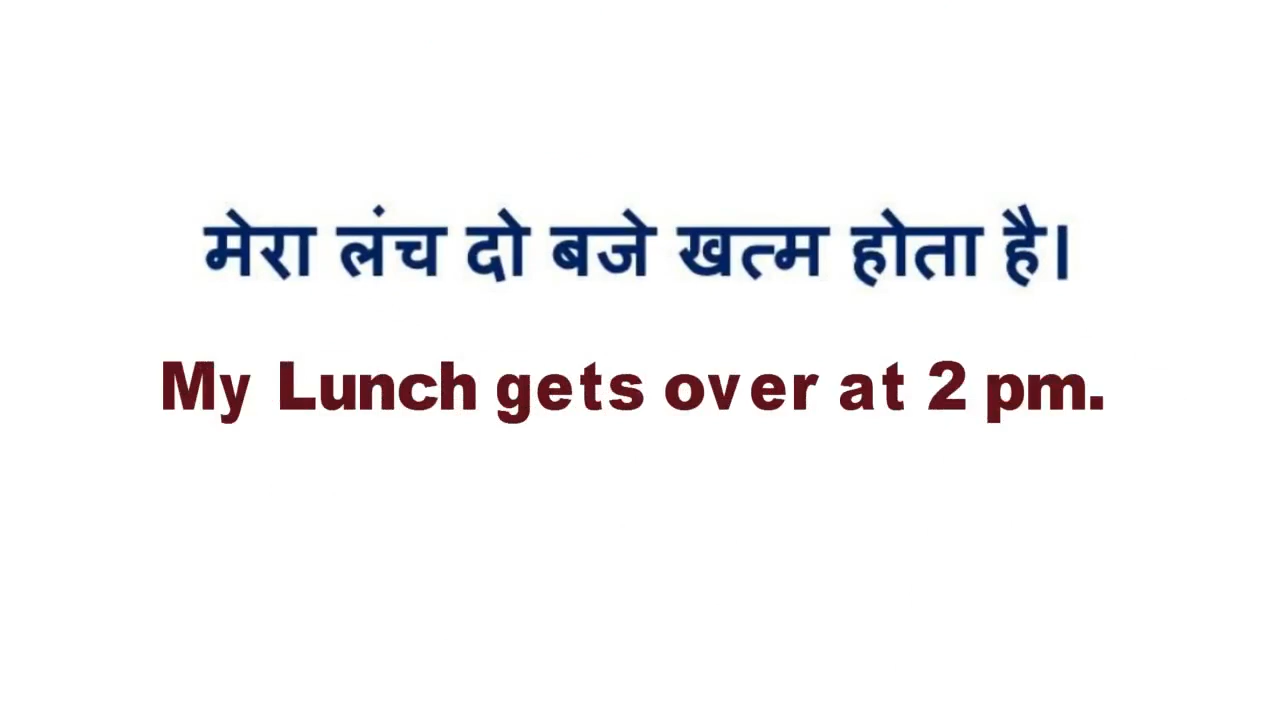 मेरा लंच दो बजे खत्म होता है।
My Lunch gets over at 2 pm.